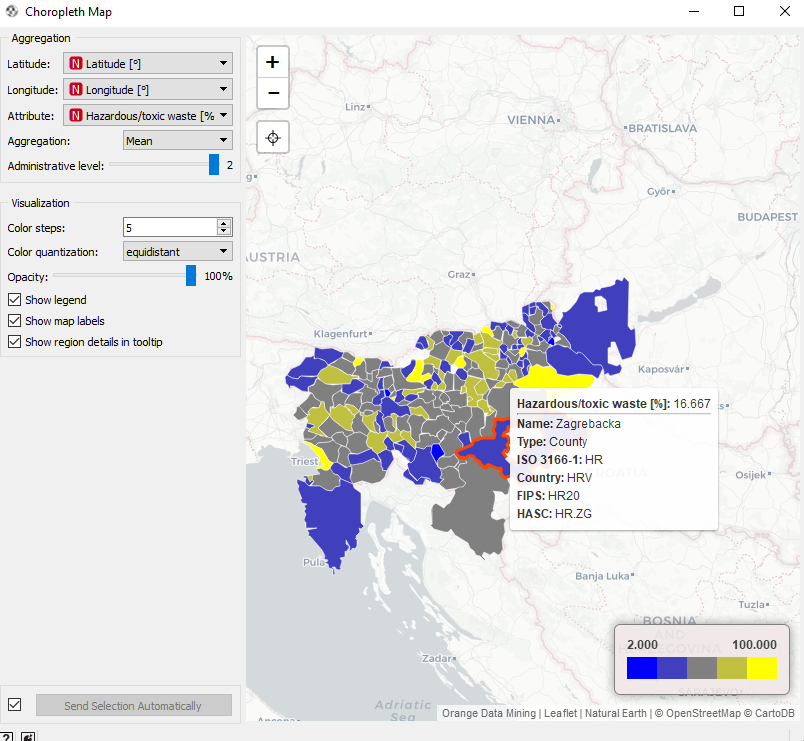 Choropleth Map
Aggregation
Latitude: N Latitude [°]
Longitude: N Longitude [°]
Attribute: N Hazardous/toxic waste [%
Aggregation: Mean
Administrative level: 2
Visualization
Color steps: 5
Color quantization: equidistant
Opacity: 100%
Show legend
Show map labels
Show region details in tooltip
Send Selection Automatically
?
+
−
Linz
VIENNA
BRATISLAVA
Győr
BUDAPEST
AUSTRIA
Graz
Klagenfurt
Kaposvár
Triest
Osijek
Pula
Banja Luka
Tuzla
BOSNIA
AND
HERZEGOVINA
SARAJEVO
Zadar
Adriatic
Sea
Ancona
Hazardous/toxic waste [%]: 16.667
Name: Zagrebacka
Type: County
ISO 3166-1: HR
Country: HRV
FIPS: HR20
HASC: HR.ZG
2.000 100.000
Orange Data Mining | Leaflet | Natural Earth | © OpenStreetMap © CartoDB